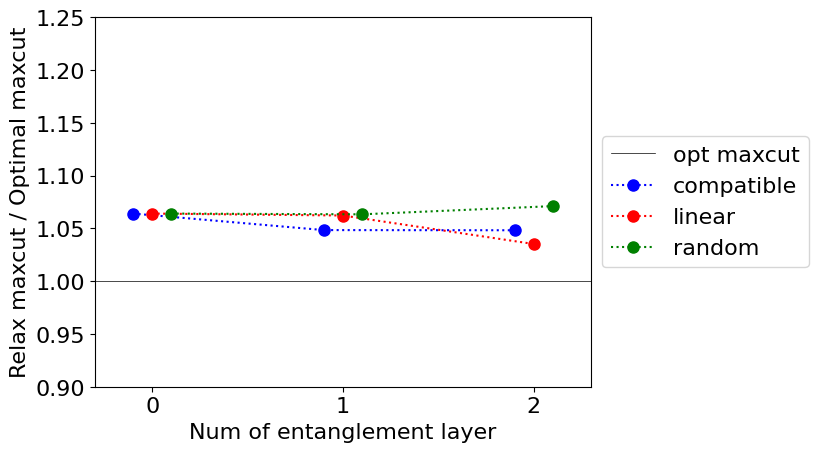 Relax maxcut / Optimal maxcut
1.25
1.20
1.15
1.10
1.05
1.00
0.95
0.90
0
1
2
Num of entanglement layer
opt maxcut
compatible
linear
random